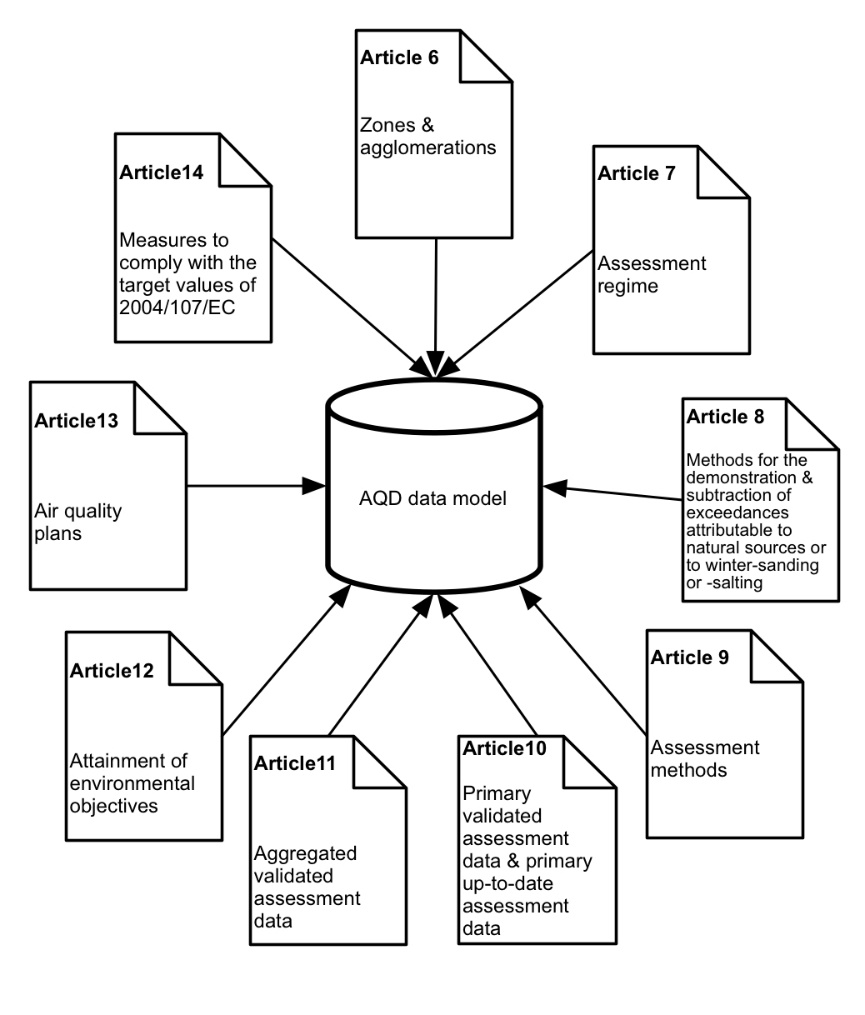 Article 6
Zones &
agglomerations
Article14
Measures to
comply with the
target values of
2004/107/EC
Article 7
Assessment
regime
Article13
Air quality
plans
AQD data model
Article 8
Methods for the
demonstration &
subtraction of
exceedances
attributable to
natural sources or
to winter-sanding
or -salting
Article12
Attainment of
environmental
objectives
Article11
Aggregated
validated
assessment
data
Article10
Primary
validated
assessment
data & primary
up-to-date
assessment
data
Article 9
Assessment
methods